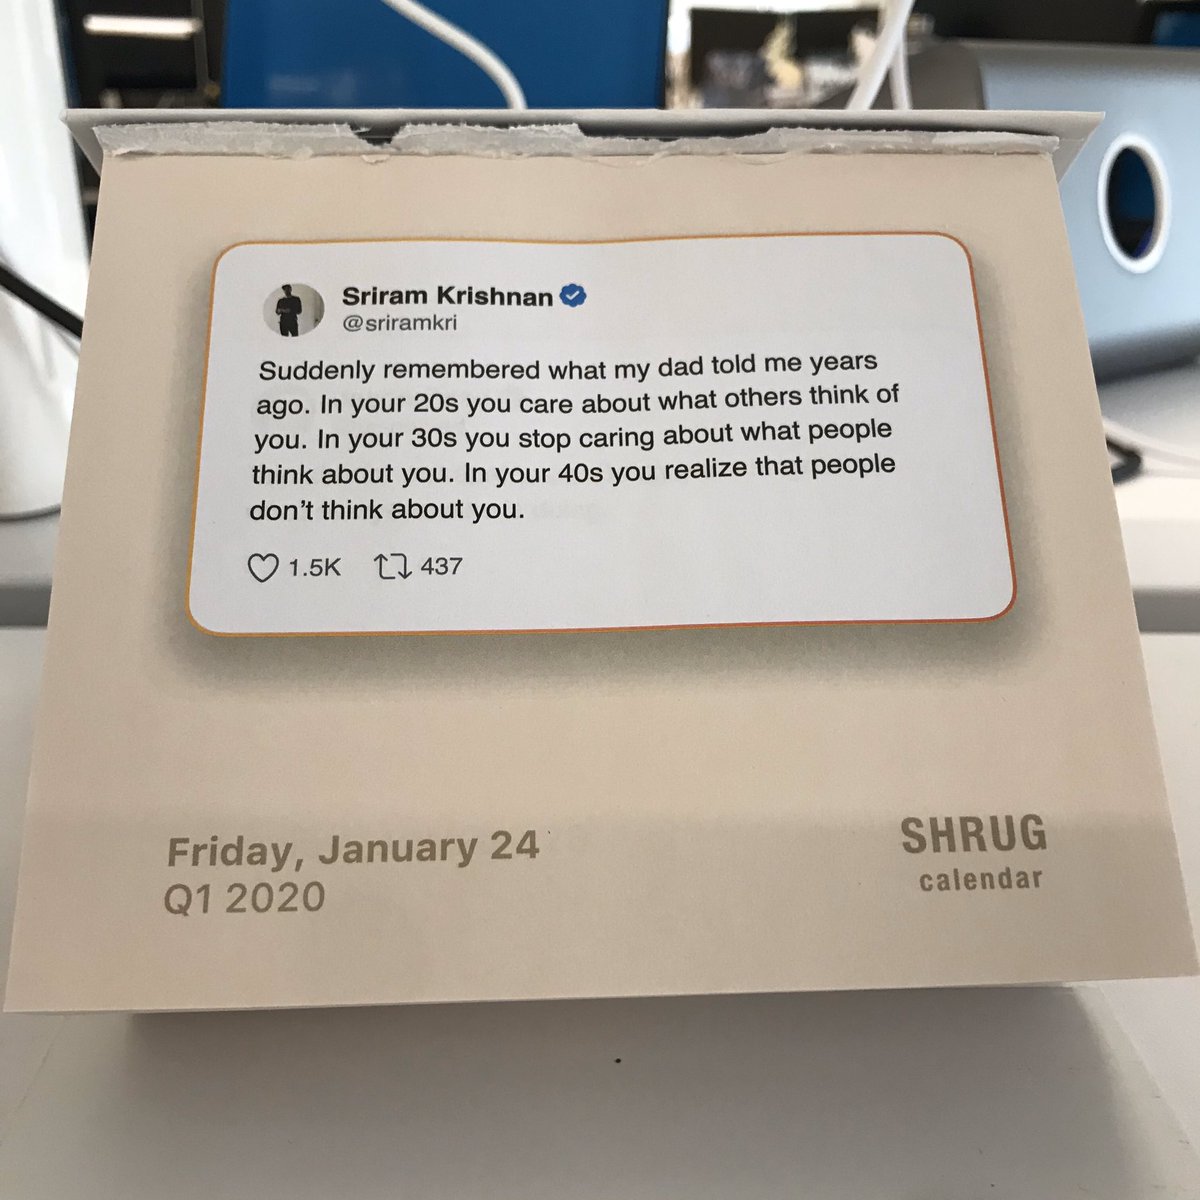 Sriram Krishnan
@sriramkri
Suddenly remembered what my dad told me years
ago. In your 20s you care about what others think of
you. In your 30s you stop caring about what people
think about you. In your 40s you realize that people
don't think about you.
1.5K 437
Friday, January 24
Q1 2020
SHRUG
calendar